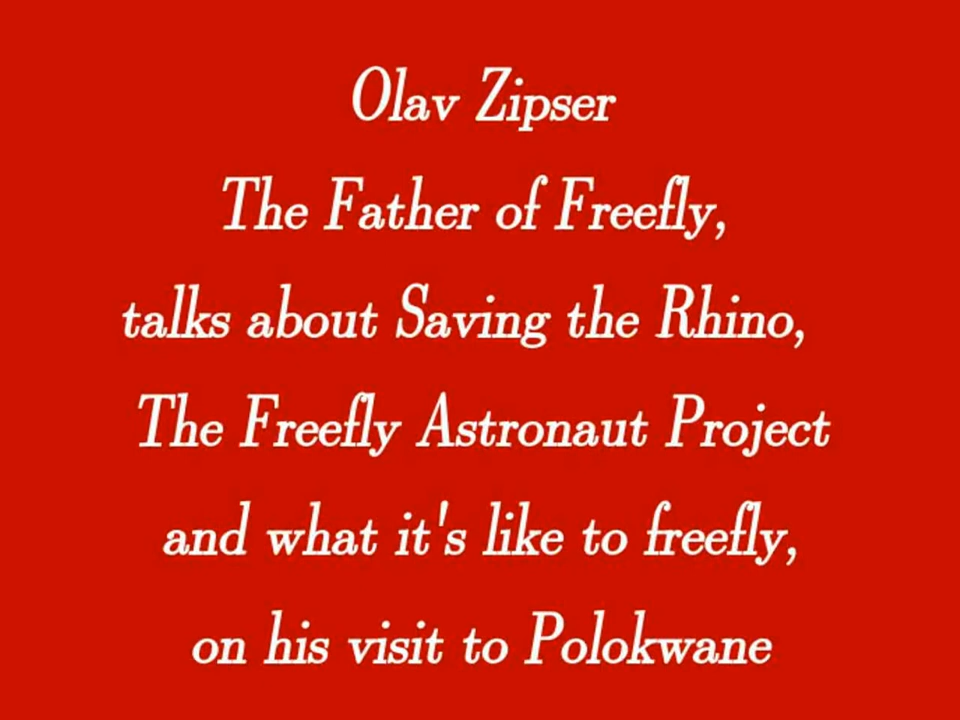 Olav Zipser
The Father of Freefly,
talks about Saving the Rhino,
The Freefly Astronaut Project
and what it's like to freefly,
on his visit to Polokwane